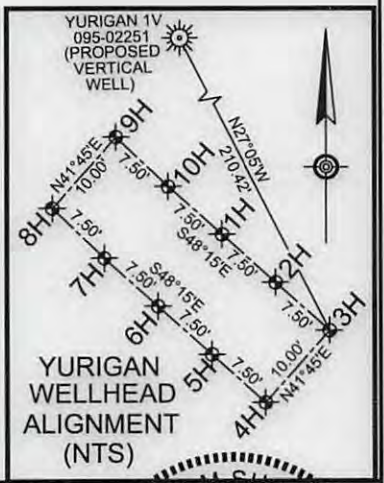 YURIGAN 1V
095-02251
(PROPOSED
VERTICAL
WELL)
N27°05'W
210.42'
9H
N41°45'E
10.00'
7.50'
10H
8H
7.50'
1H
7.50'
S48°15'E
7.50'
2H
7H
7.50'
S48°15'E
7.50'
3H
6H
7.50'
10.00'
N41°45'E
5H
7.50'
4H
YURIGAN
WELLHEAD
ALIGNMENT
(NTS)